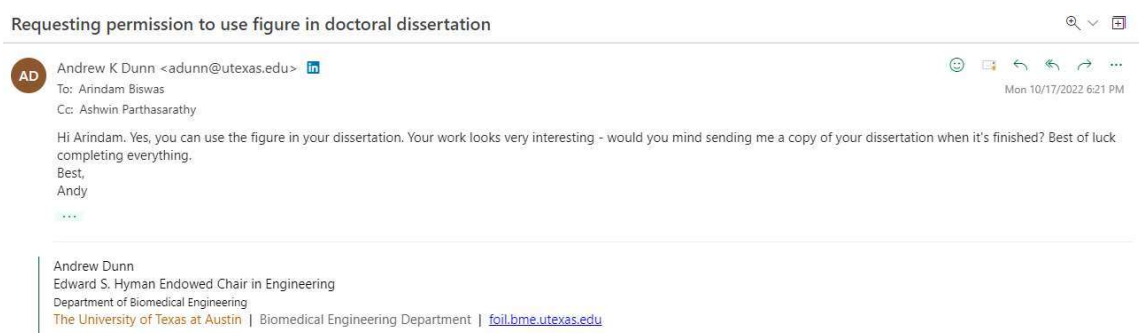 Requesting permission to use figure in doctoral dissertation
AD
Andrew K Dunn <adunn@utexas.edu> in
To: Arindam Biswas
Mon 10/17/2022 6:21 PM
Cc: Ashwin Parthasarathy
Hi Arindam. Yes, you can use the figure in your dissertation. Your work looks very interesting - would you mind sending me a copy of your dissertation when it's finished? Best of luck
completing everything.
Best,
Andy
...
Andrew Dunn
Edward S. Hyman Endowed Chair in Engineering
Department of Biomedical Engineering
The University of Texas at Austin | Biomedical Engineering Department | foil.bme.utexas.edu